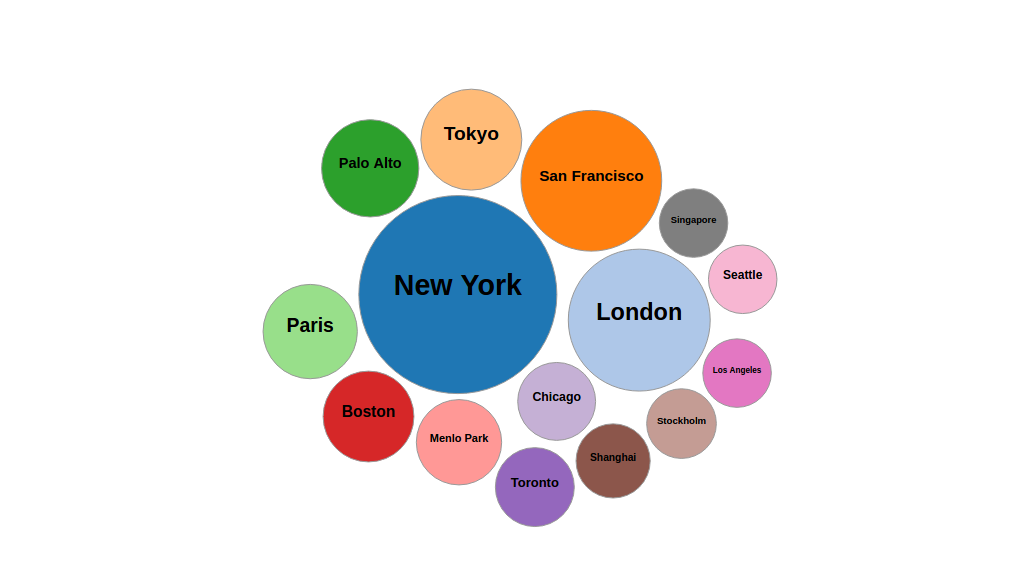 Tokyo
Palo Alto
San Francisco
Singapore
Seattle
New York
London
Paris
Los Angeles
Chicago
Boston
Stockholm
Menlo Park
Shanghai
Toronto